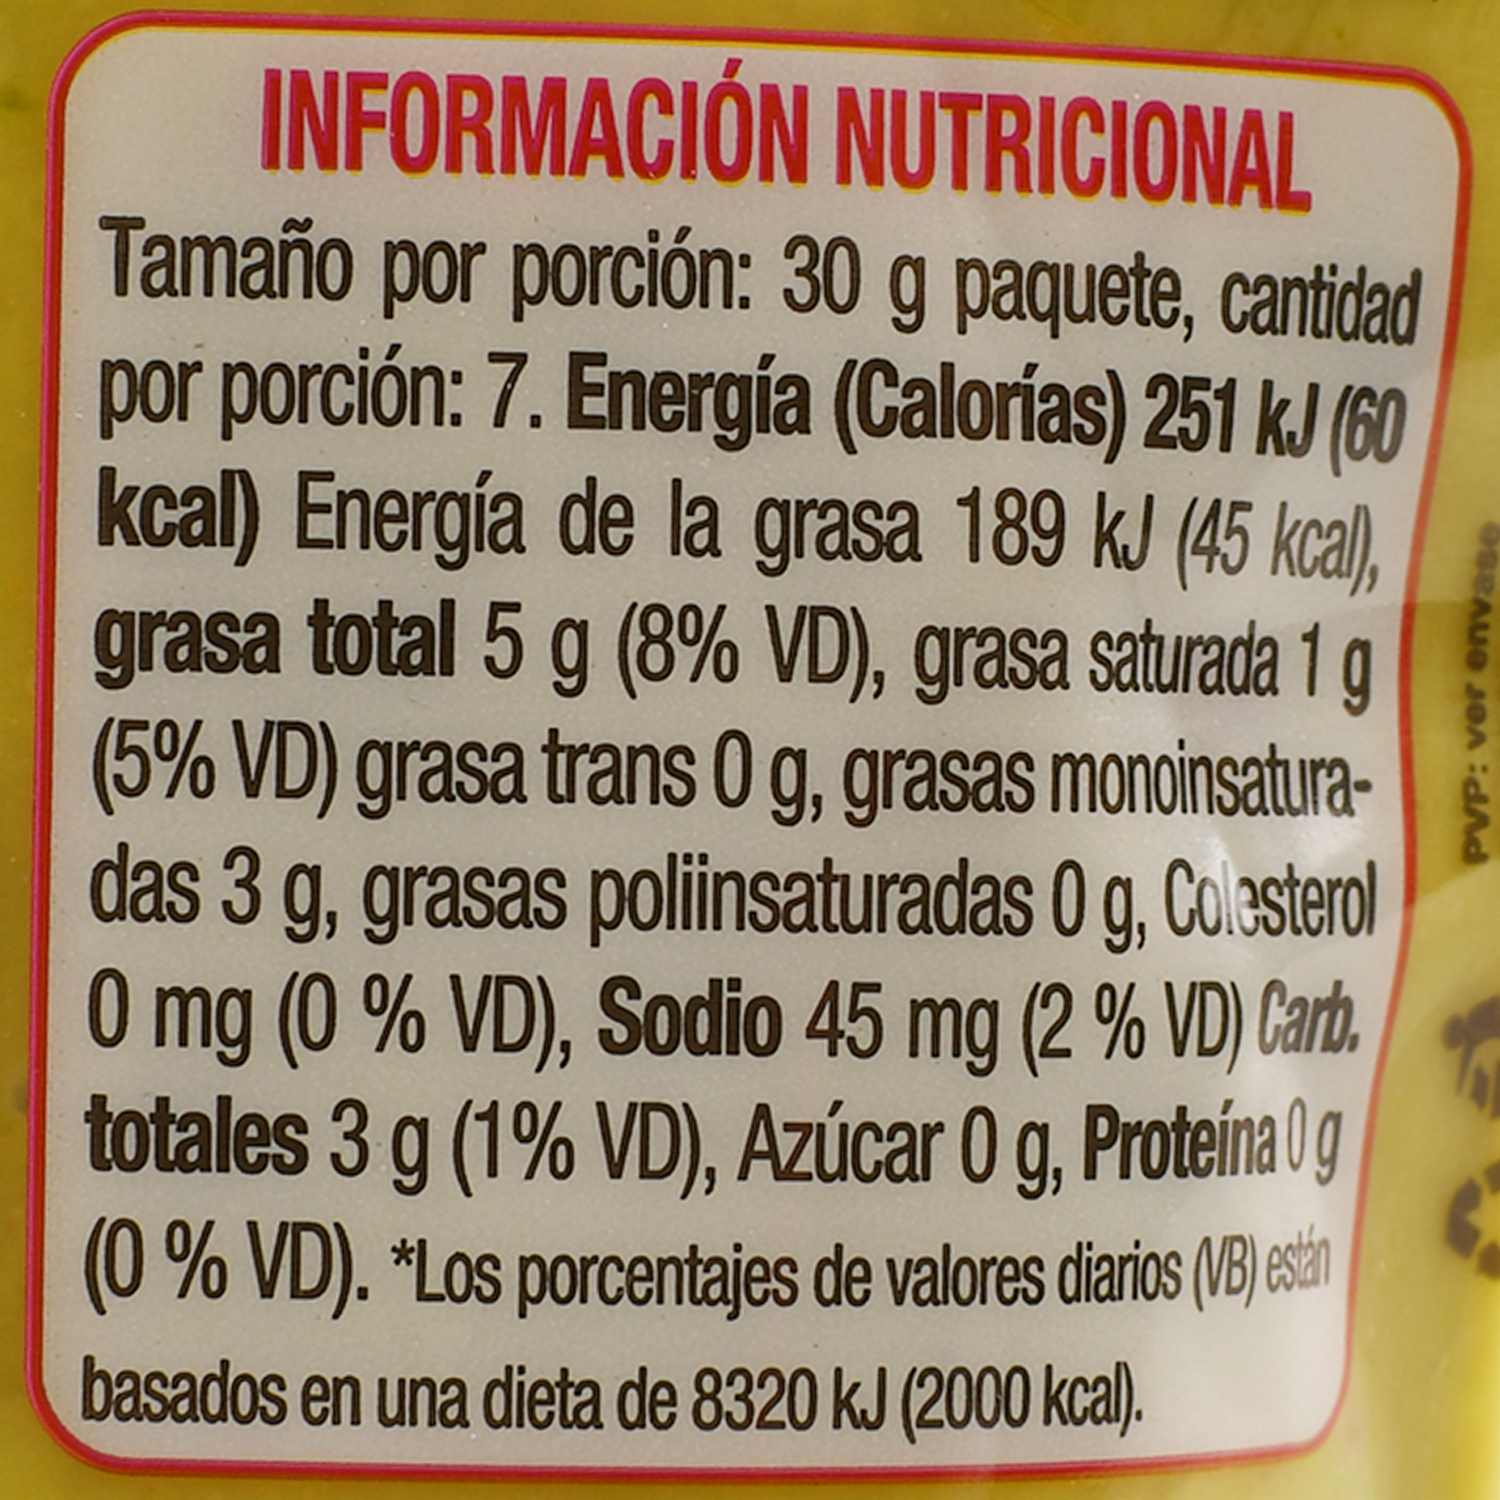 INFORMACIÓN NUTRICIONAL
Tamaño por porción: 30 g paquete, cantidad
por porción: 7. Energía (Calorías) 251 kJ (60
kcal) Energía de la grasa 189 kJ (45 kcal),
grasa total 5 g (8% VD), grasa saturada 1 g
(5% VD) grasa trans 0 g, grasas monoinsatura-
das 3 g, grasas poliinsaturadas 0 g, Colesterol
0 mg (0 % VD), Sodio 45 mg (2 % VD) Carb.
totales 3 g (1% VD), Azúcar 0 g, Proteína 0 g
(0 % VD). *Los porcentajes de valores diarios (VB) están
basados en una dieta de 8320 kJ (2000 kcal).
PVP: ver envase